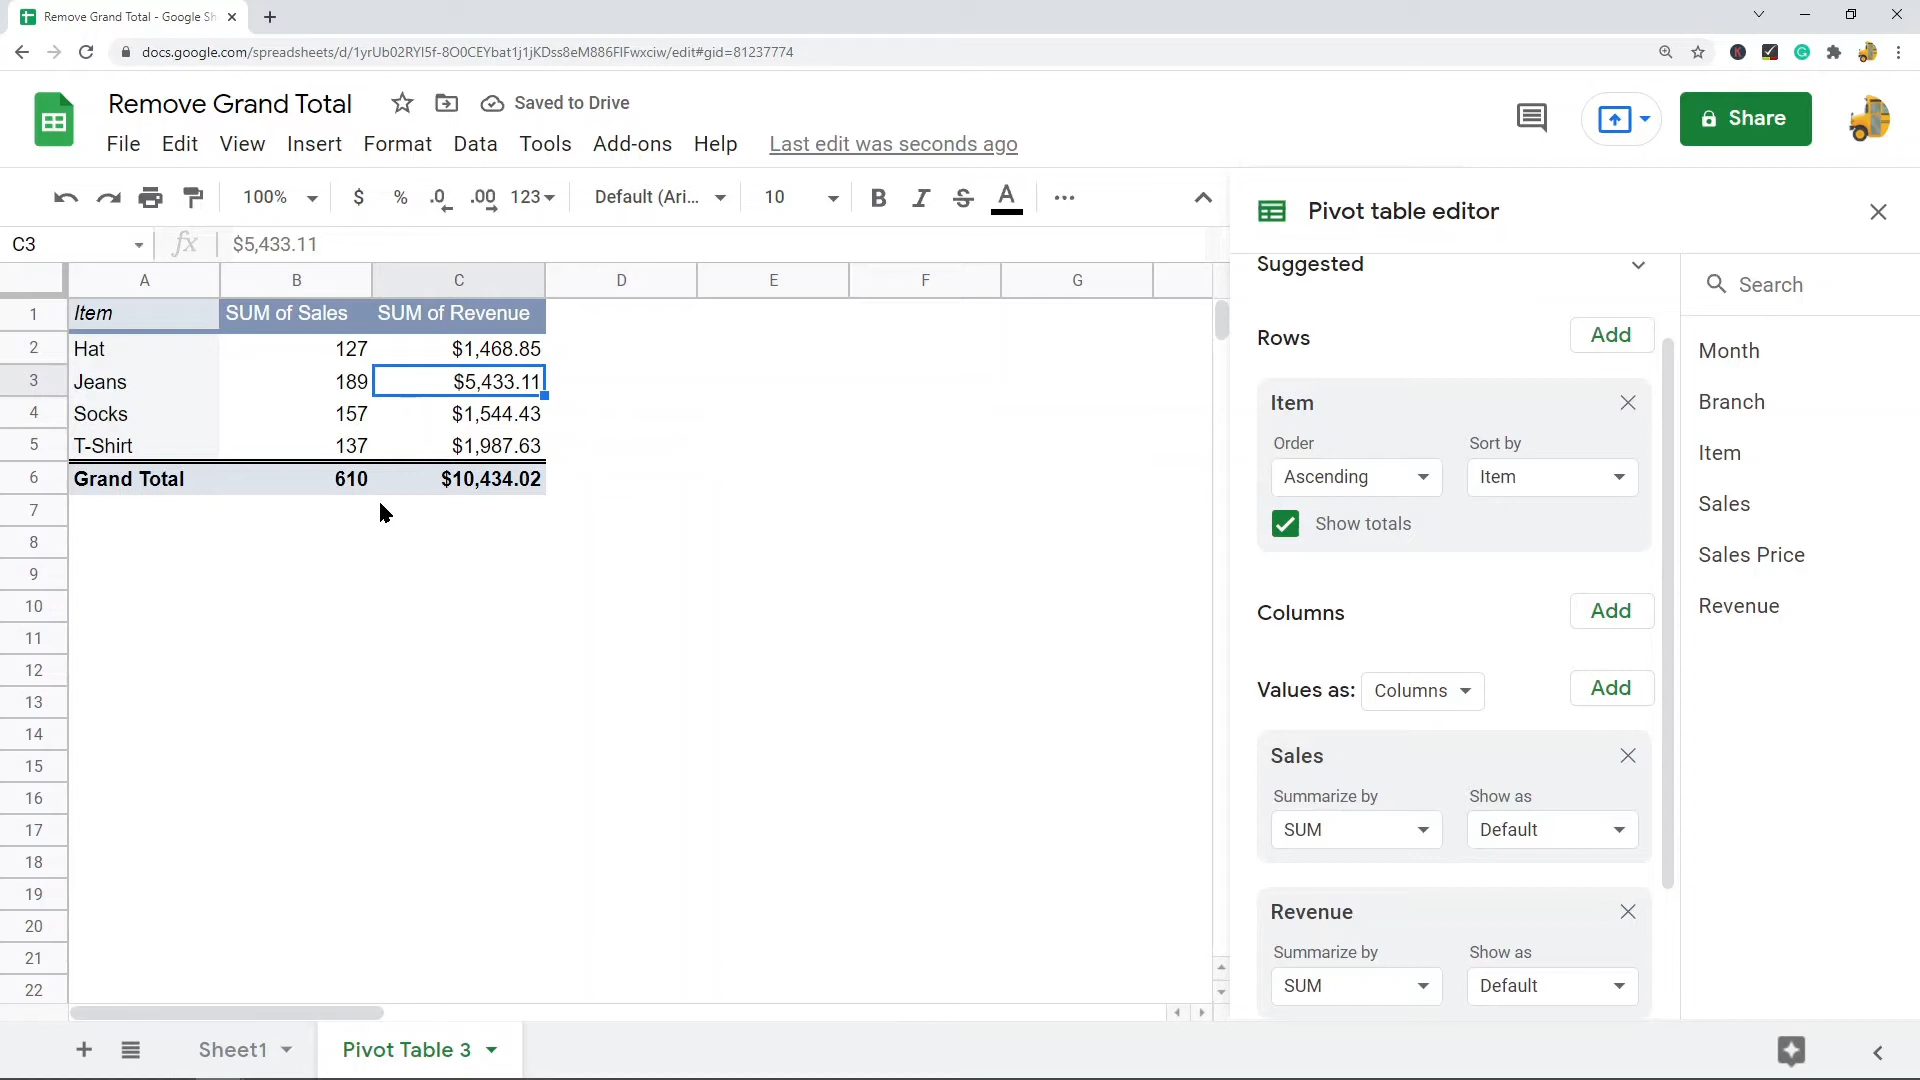 Remove Grand Total - Google Sh
docs.google.com/spreadsheets/d/1yrUb02RYI5f-8O0CEYbat1j1jKDss8eM886FIFwxciw/edit#gid=81237774
Remove Grand Total
Saved to Drive
Share
File Edit View Insert Format Data Tools Add-ons Help Last edit was seconds ago
100% $ % .0 .00 123 Default (Ari... 10 B I S A
C3 fx $5,433.11
A B C D E F G
1 Item SUM of Sales SUM of Revenue
2 Hat 127 $1,468.85
3 Jeans 189 $5,433.11
4 Socks 157 $1,544.43
5 T-Shirt 137 $1,987.63
6 Grand Total 610 $10,434.02
7
8
9
10
11
12
13
14
15
16
17
18
19
20
21
22
Pivot table editor
Suggested
Rows Add
Item
Order Sort by
Ascending Item
Show totals
Columns Add
Values as: Columns Add
Sales
Summarize by Show as
SUM Default
Revenue
Summarize by Show as
SUM Default
Search
Month
Branch
Item
Sales
Sales Price
Revenue
Sheet1 Pivot Table 3